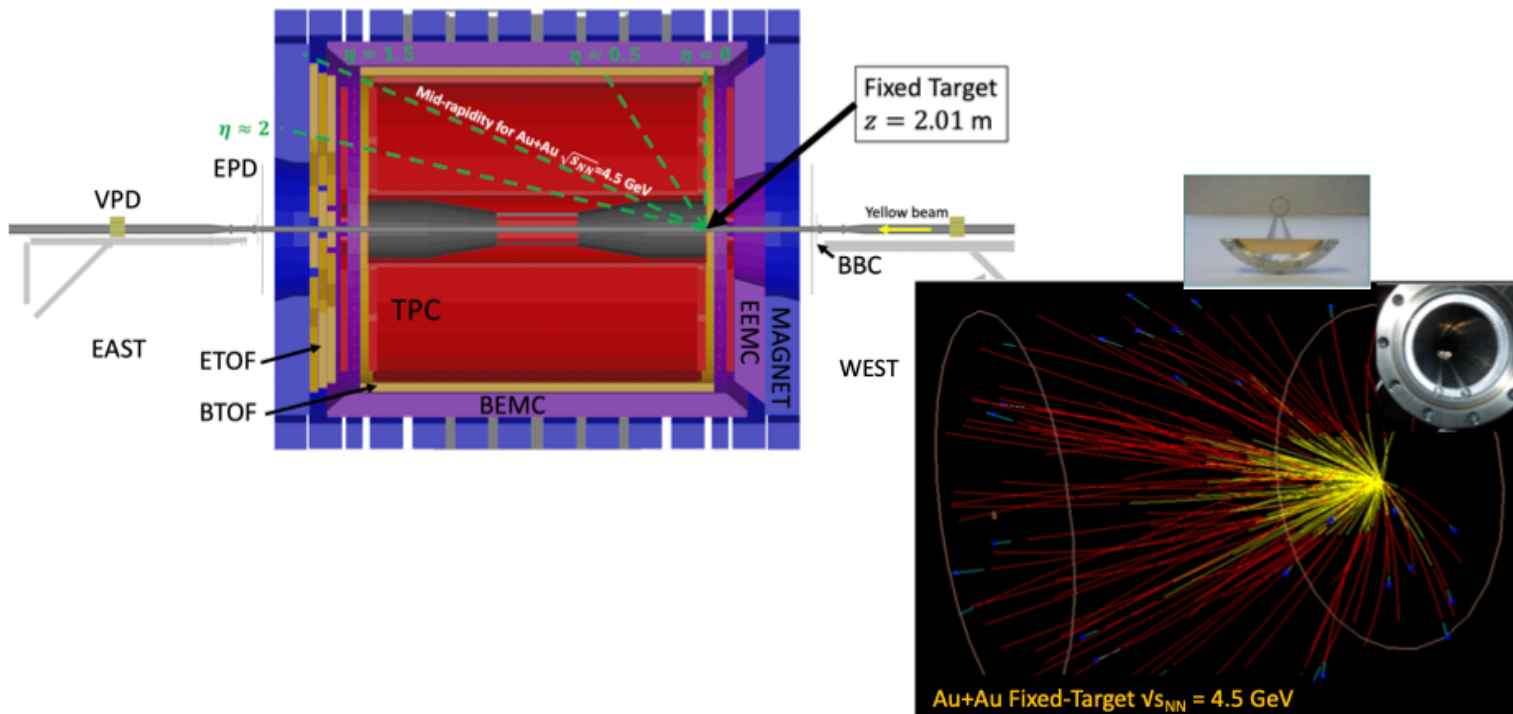 η ≈ 1.5
η ≈ 0.5
η ≈ 0
η ≈ 2
Mid-rapidity for Au+Au √sNN=4.5 GeV
Fixed Target
z = 2.01 m
EPD
VPD
Yellow beam
BBC
TPC
EEMC
MAGNET
EAST
WEST
ETOF
BTOF
BEMC
Au+Au Fixed-Target √sNN = 4.5 GeV